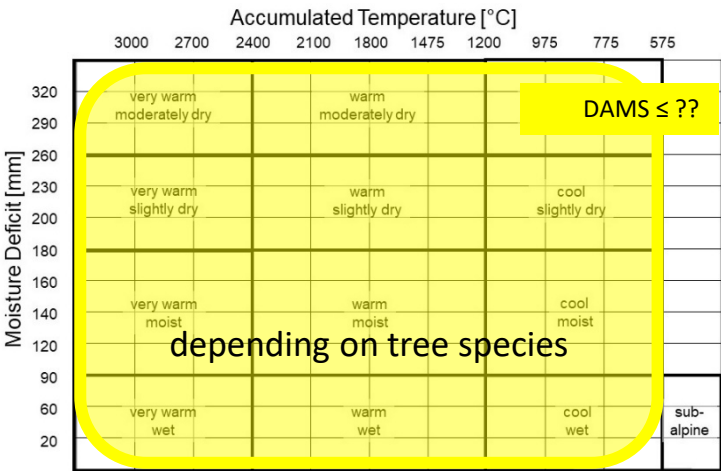 Accumulated Temperature [°C]
3000 2700 2400 2100 1800 1475 1200 975 775 575
Moisture Deficit [mm]
320
290
260
230
200
180
160
140
120
90
60
20
very warm
moderately dry
warm
moderately dry
DAMS ≤ ??
very warm
slightly dry
warm
slightly dry
cool
slightly dry
very warm
moist
warm
moist
cool
moist
depending on tree species
very warm
wet
warm
wet
cool
wet
sub-
alpine